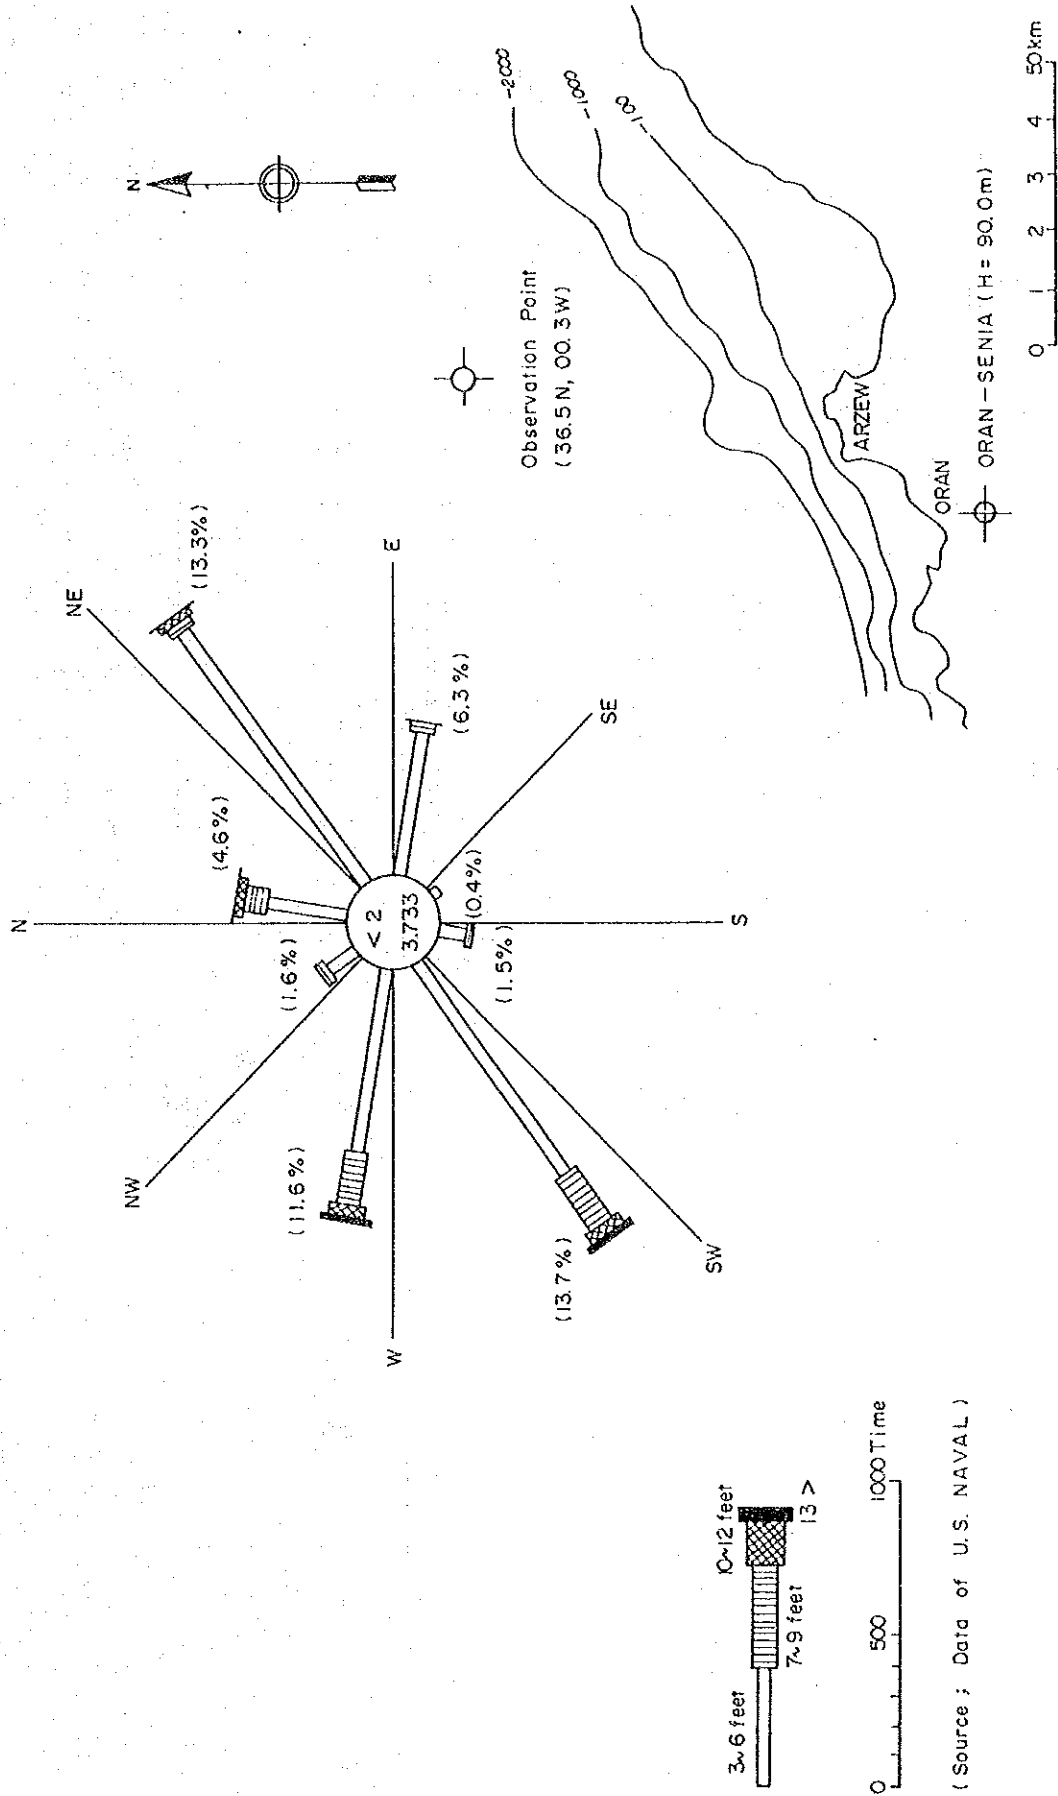 N
NE
(13.3%)
E
(6.3%)
SE
(0.4%)
S
(1.5%)
SW
(13.7%)
W
(11.6%)
NW
(1.6%)
(4.6%)
< 2
3.733
N
Observation Point
(36.5N, 00.3W)
-2000
-1000
-100
ARZEW
ORAN
ORAN-SENIA (H= 90.0m)
0 1 2 3 4 50km
3~6 feet
7~9 feet
10~12 feet
13 >
0 500 1000 Time
(Source ; Data of U.S. NAVAL)